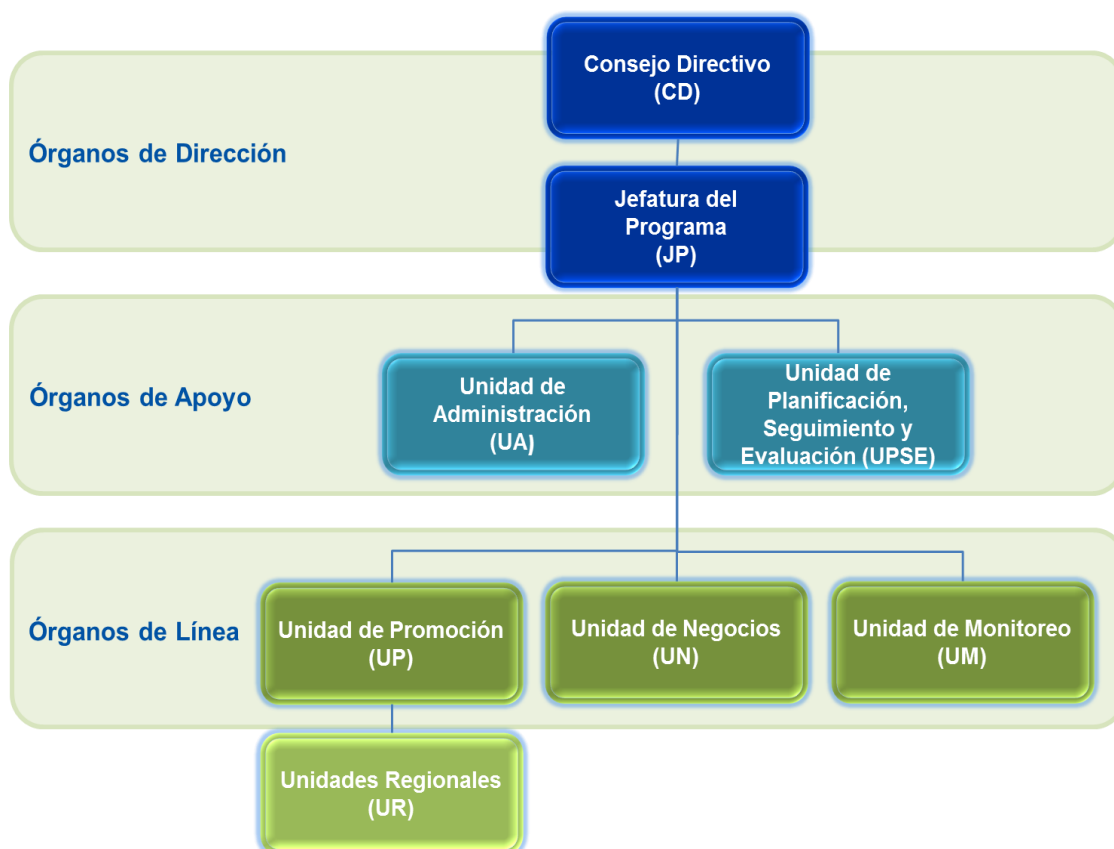 Consejo Directivo
(CD)
Órganos de Dirección
Jefatura del
Programa
(JP)
Órganos de Apoyo
Unidad de
Administración
(UA)
Unidad de
Planificación,
Seguimiento y
Evaluación (UPSE)
Órganos de Línea
Unidad de Promoción
(UP)
Unidad de Negocios
(UN)
Unidad de Monitoreo
(UM)
Unidades Regionales
(UR)